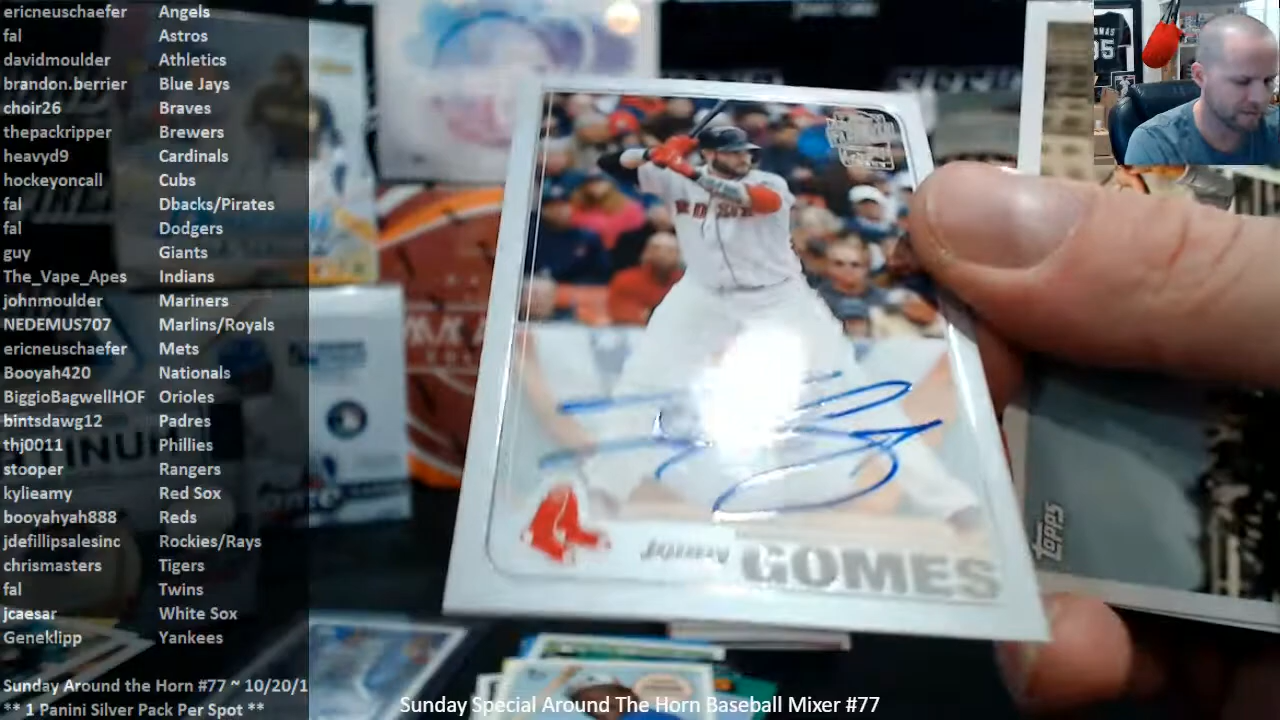 ericneuschaefer Angels
fal Astros
davidmoulder Athletics
brandon.berrier Blue Jays
choir26 Braves
thepackripper Brewers
heavyd9 Cardinals
hockeyoncall Cubs
fal Dbacks/Pirates
fal Dodgers
guy Giants
The_Vape_Apes Indians
johnmoulder Mariners
NEDEMUS707 Marlins/Royals
ericneuschaefer Mets
Booyah420 Nationals
BiggioBagwellHOF Orioles
bintsdawg12 Padres
thj0011 Phillies
stooper Rangers
kylieamy Red Sox
booyahyah888 Reds
jdefillipsalesinc Rockies/Rays
chrismasters Tigers
fal Twins
jcaesar White Sox
Geneklipp Yankees
Sunday Around the Horn #77 ~ 10/20/1
** 1 Panini Silver Pack Per Spot **
GOMES
Topps
Sunday Special Around The Horn Baseball Mixer #77